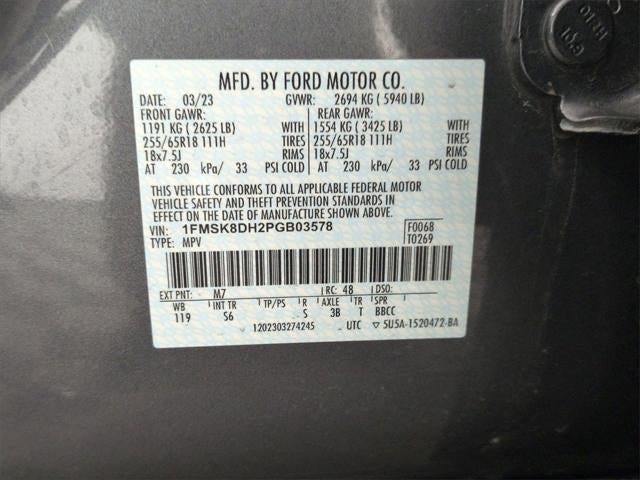 MFD. BY FORD MOTOR CO.
DATE: 03/23 GVWR: 2694 KG ( 5940 LB)
FRONT GAWR: REAR GAWR:
1191 KG ( 2625 LB) WITH 1554 KG ( 3425 LB) WITH
255/65R18 111H TIRES 255/65R18 111H TIRES
18x7.5J RIMS 18x7.5J RIMS
AT 230 kPa/ 33 PSI COLD AT 230 kPa/ 33 PSI COLD
THIS VEHICLE CONFORMS TO ALL APPLICABLE FEDERAL MOTOR
VEHICLE SAFETY AND THEFT PREVENTION STANDARDS IN
EFFECT ON THE DATE OF MANUFACTURE SHOWN ABOVE.
VIN: 1FMSK8DH2PGB03578 F0068
TYPE: MPV T0269
EXT PNT: M7 RC: 48 DSO:
WB INT TR TP/PS R AXLE TR SPR
119 S6 S 3B T BBCC
1202303274245 UTC ▽ 5U5A-1520472-BA